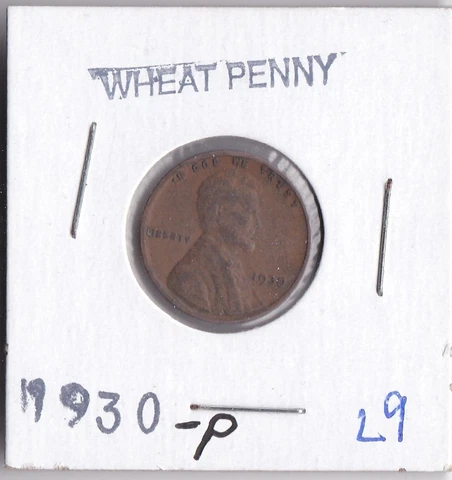 WHEAT PENNY
IN GOD WE TRUST
LIBERTY
1930
1930 -P
L9